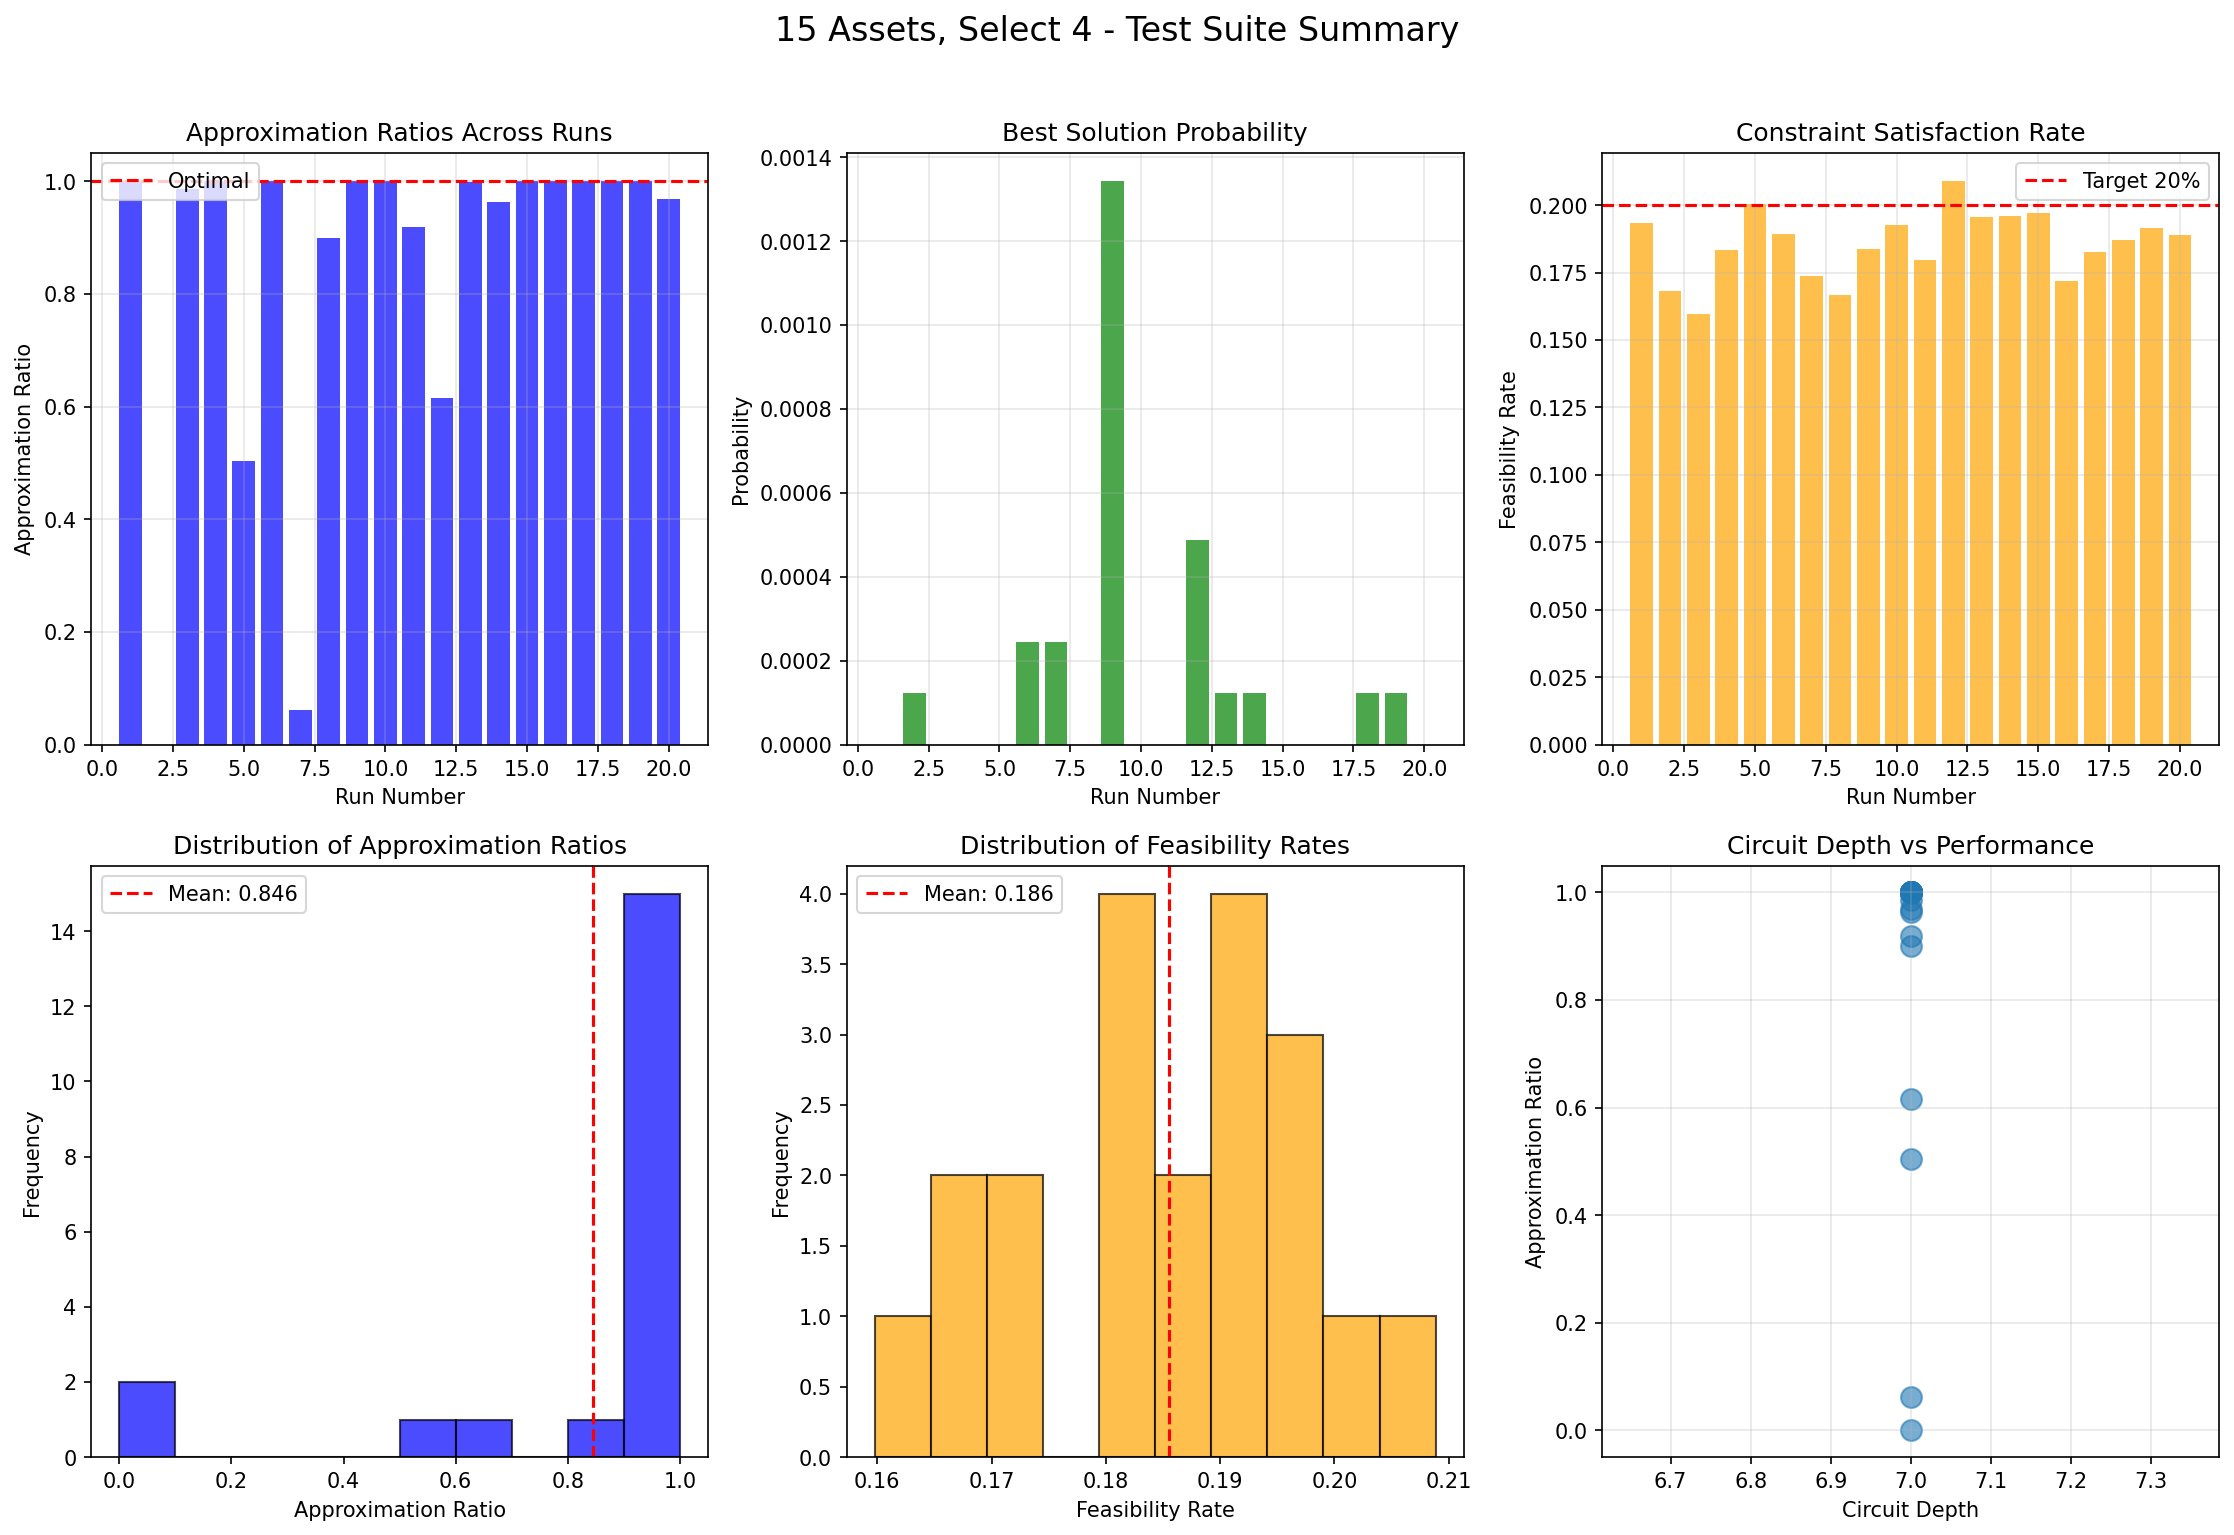 15 Assets, Select 4 - Test Suite Summary
Approximation Ratios Across Runs
Optimal
1.0
0.8
0.6
0.4
0.2
0.0
Approximation Ratio
0.0 2.5 5.0 7.5 10.0 12.5 15.0 17.5 20.0
Run Number
Best Solution Probability
0.0014
0.0012
0.0010
0.0008
0.0006
0.0004
0.0002
0.0000
Probability
0.0 2.5 5.0 7.5 10.0 12.5 15.0 17.5 20.0
Run Number
Constraint Satisfaction Rate
Target 20%
0.200
0.175
0.150
0.125
0.100
0.075
0.050
0.025
0.000
Feasibility Rate
0.0 2.5 5.0 7.5 10.0 12.5 15.0 17.5 20.0
Run Number
Distribution of Approximation Ratios
Mean: 0.846
14
12
10
8
6
4
2
0
Frequency
0.0 0.2 0.4 0.6 0.8 1.0
Approximation Ratio
Distribution of Feasibility Rates
Mean: 0.186
4.0
3.5
3.0
2.5
2.0
1.5
1.0
0.5
0.0
Frequency
0.16 0.17 0.18 0.19 0.20 0.21
Feasibility Rate
Circuit Depth vs Performance
1.0
0.8
0.6
0.4
0.2
0.0
Approximation Ratio
6.7 6.8 6.9 7.0 7.1 7.2 7.3
Circuit Depth